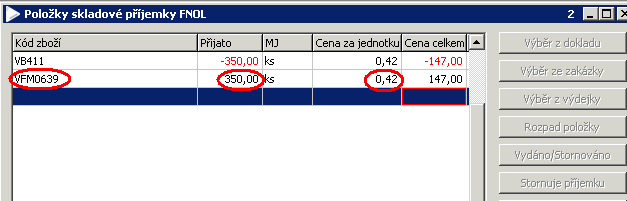 Položky skladové příjemky FNOL 2
Kód zboží Přijato MJ Cena za jednotku Cena celkem
VB411 -350,00 ks 0,42 -147,00
VFM0639 350,00 ks 0,42 147,00
Výběr z dokladu
Výběr ze zakázky
Výběr z výdejky
Rozpad položky
Vydáno/Stornováno
Stornuje příjemku